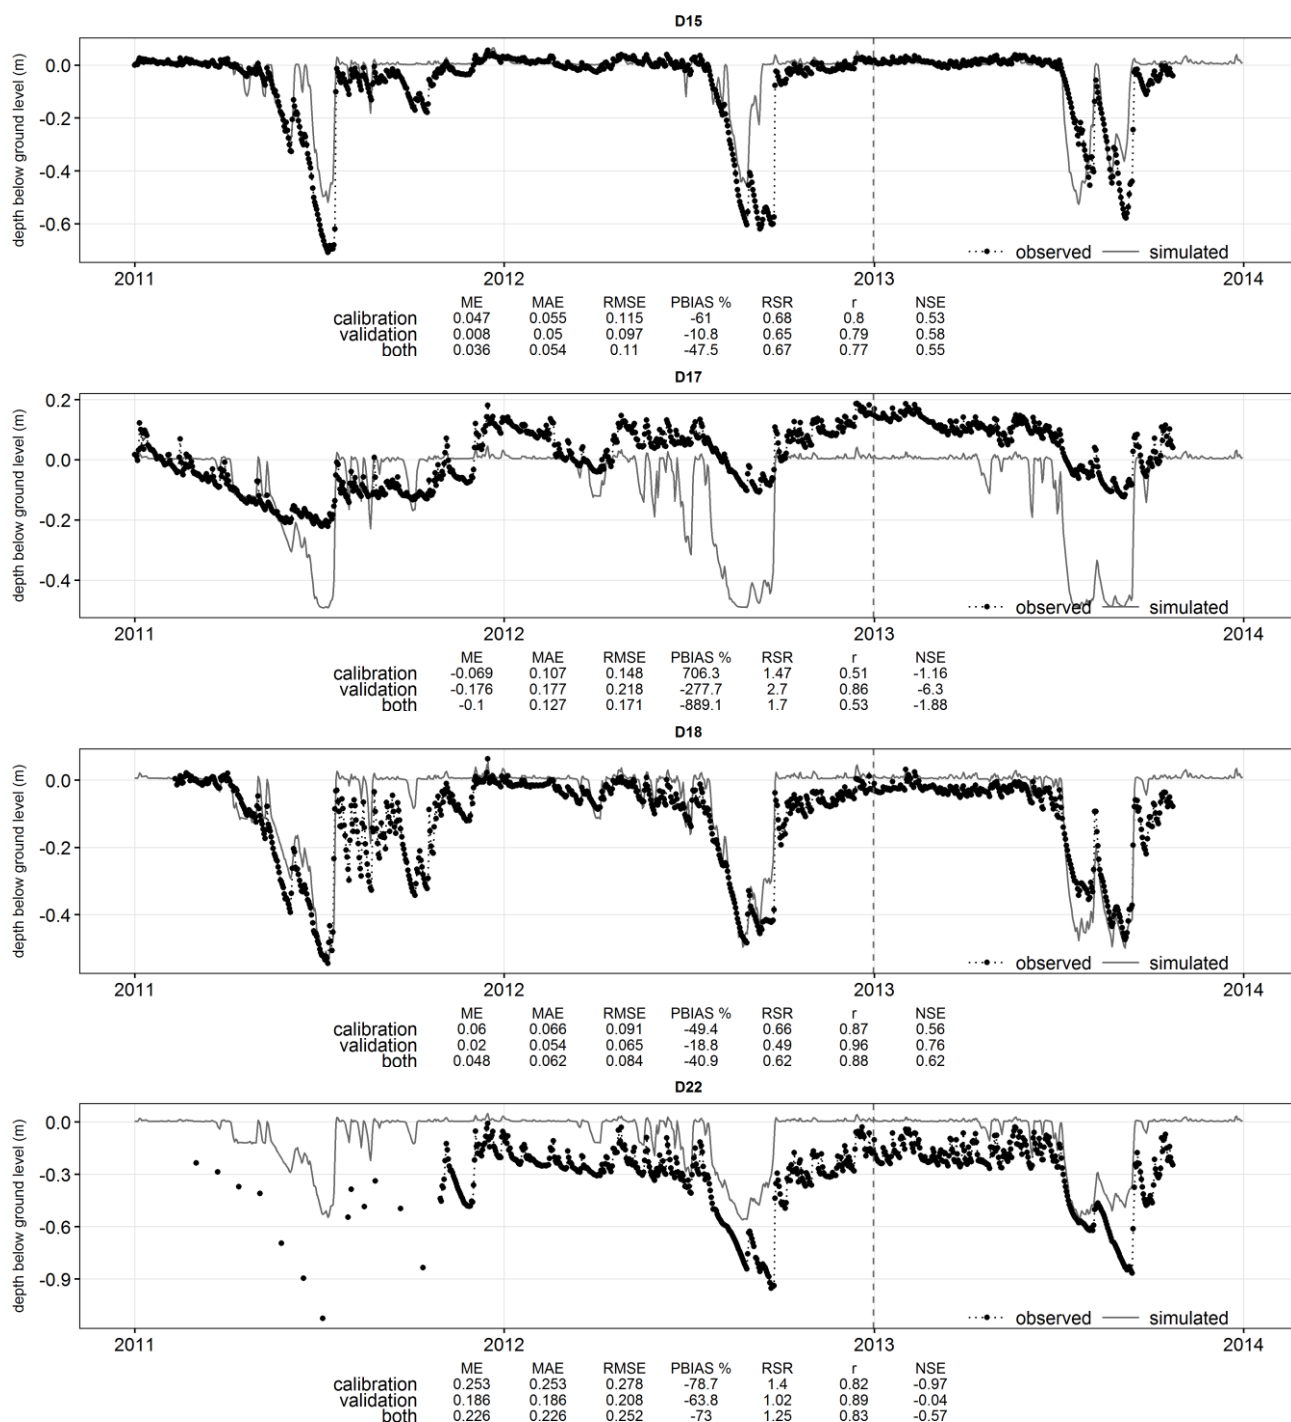 D15
depth below ground level (m)
0.0
-0.2
-0.4
-0.6
observed simulated
2011 2012 2013 2014
ME MAE RMSE PBIAS % RSR r NSE
calibration 0.047 0.055 0.115 -61 0.68 0.8 0.53
validation 0.008 0.05 0.097 -10.8 0.65 0.79 0.58
both 0.036 0.054 0.11 -47.5 0.67 0.77 0.55
D17
depth below ground level (m)
0.2
0.0
-0.2
-0.4
observed simulated
2011 2012 2013 2014
ME MAE RMSE PBIAS % RSR r NSE
calibration -0.069 0.107 0.148 706.3 1.47 0.51 -1.16
validation -0.176 0.177 0.218 -277.7 2.7 0.86 -6.3
both -0.1 0.127 0.171 -889.1 1.7 0.53 -1.88
D18
depth below ground level (m)
0.0
-0.2
-0.4
observed simulated
2011 2012 2013 2014
ME MAE RMSE PBIAS % RSR r NSE
calibration 0.06 0.066 0.091 -49.4 0.66 0.87 0.56
validation 0.02 0.054 0.065 -18.8 0.49 0.96 0.76
both 0.048 0.062 0.084 -40.9 0.62 0.88 0.62
D22
depth below ground level (m)
0.0
-0.3
-0.6
-0.9
observed simulated
2011 2012 2013 2014
ME MAE RMSE PBIAS % RSR r NSE
calibration 0.253 0.253 0.278 -78.7 1.4 0.82 -0.97
validation 0.186 0.186 0.208 -63.8 1.02 0.89 -0.04
both 0.226 0.226 0.252 -73 1.25 0.83 -0.57